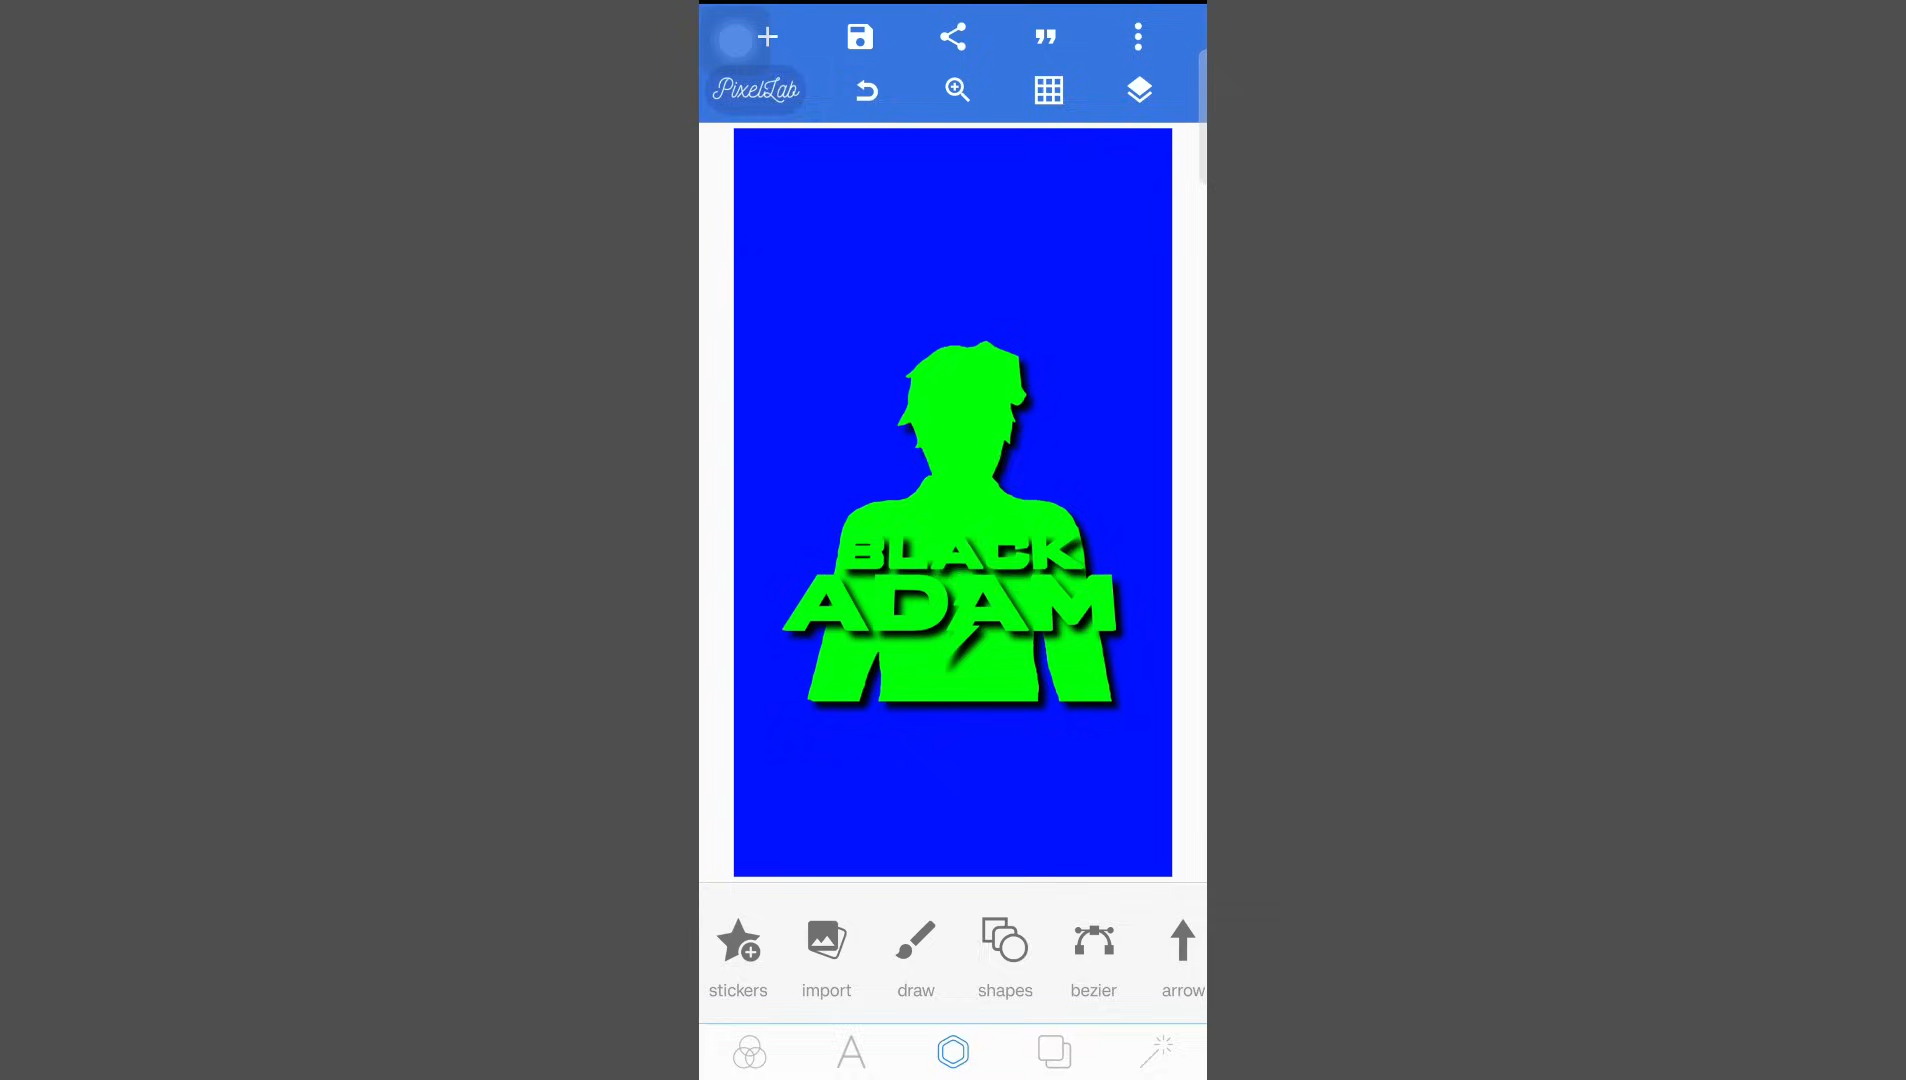 PixelLab
BLACK
ADAM
stickers
import
draw
shapes
bezier
arrow